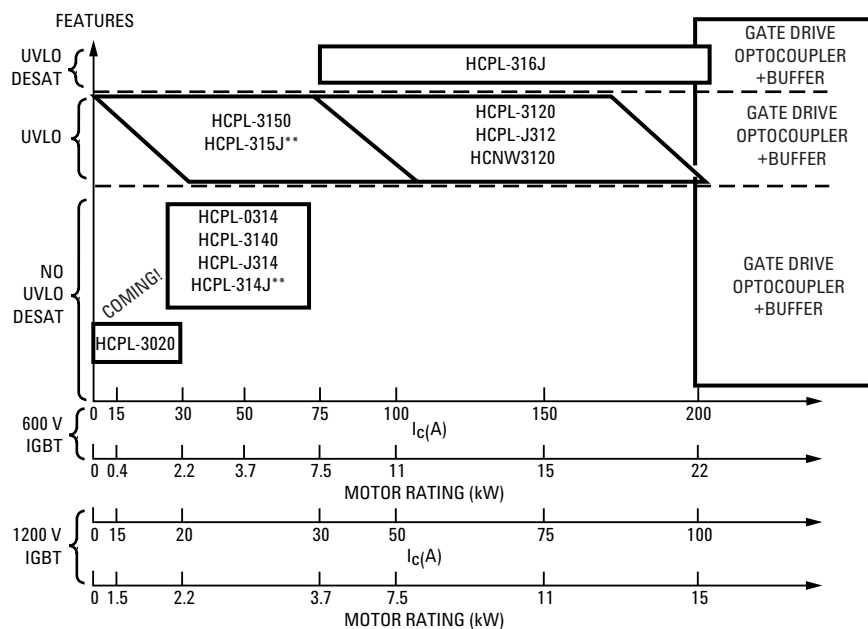 FEATURES
UVLO
DESAT
HCPL-316J
GATE DRIVE
OPTOCOUPLER
+BUFFER
UVLO
HCPL-3150
HCPL-315J**
HCPL-3120
HCPL-J312
HCNW3120
GATE DRIVE
OPTOCOUPLER
+BUFFER
NO
UVLO
DESAT
COMING!
HCPL-0314
HCPL-3140
HCPL-J314
HCPL-314J**
HCPL-3020
GATE DRIVE
OPTOCOUPLER
+BUFFER
600 V
IGBT
0 15 30 50 75 100 150 200
IC(A)
0 0.4 2.2 3.7 7.5 11 15 22
MOTOR RATING (kW)
1200 V
IGBT
0 15 20 30 50 75 100
IC(A)
0 1.5 2.2 3.7 7.5 11 15
MOTOR RATING (kW)